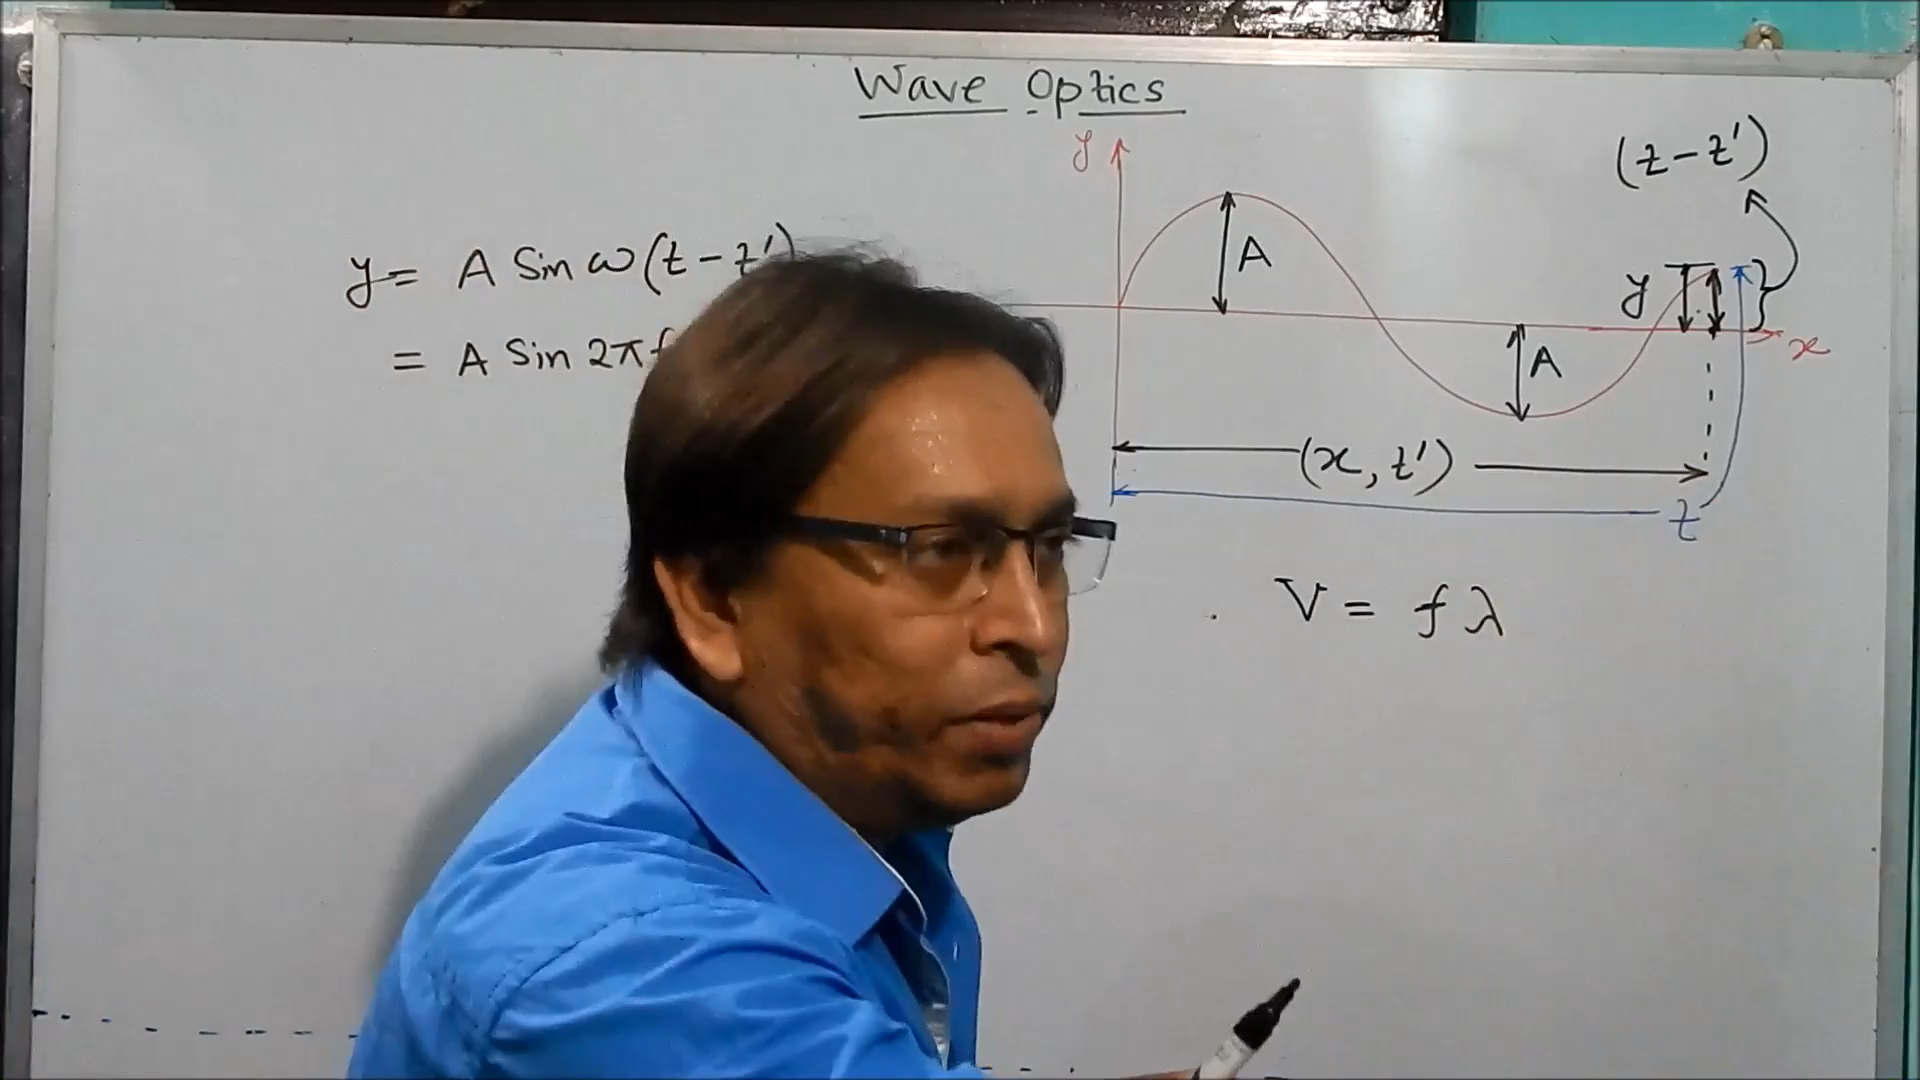 Wave Optics
y
(t-t')
y = A Sin ω(t-t')
A
y
= A Sin 2π f
A
x
(x, t')
t
V = f λ